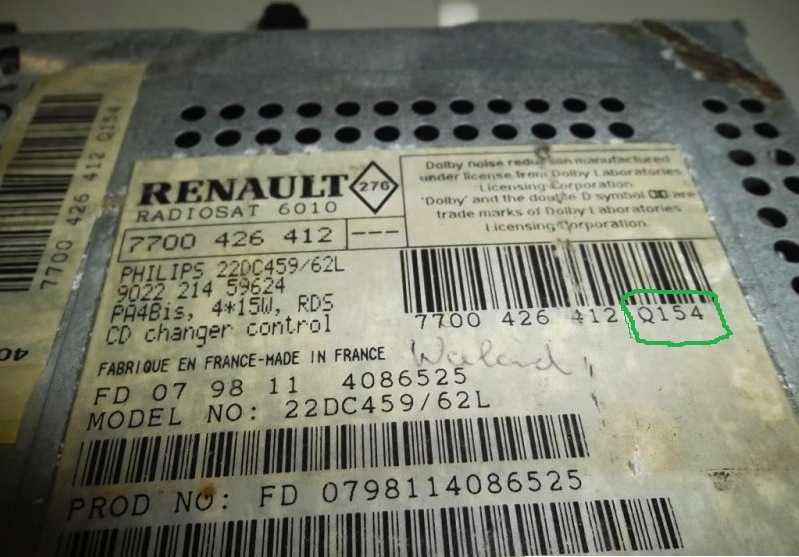 7700 426 412 Q154
RENAULT 276
RADIOSAT 6010
7700 426 412 ---
Dolby noise reduction manufactured
under license from Dolby Laboratories
Licensing Corporation.
'Dolby' and the double D symbol are
trade marks of Dolby Laboratories
Licensing Corporation.
PHILIPS 22DC459/62L
9022 214 59624
PA4Bis, 4*15W, RDS
CD changer control
7700 426 412 Q154
FABRIQUE EN FRANCE-MADE IN FRANCE
FD 07 98 11 4086525
MODEL NO: 22DC459/62L
PROD NO: FD 0798114086525